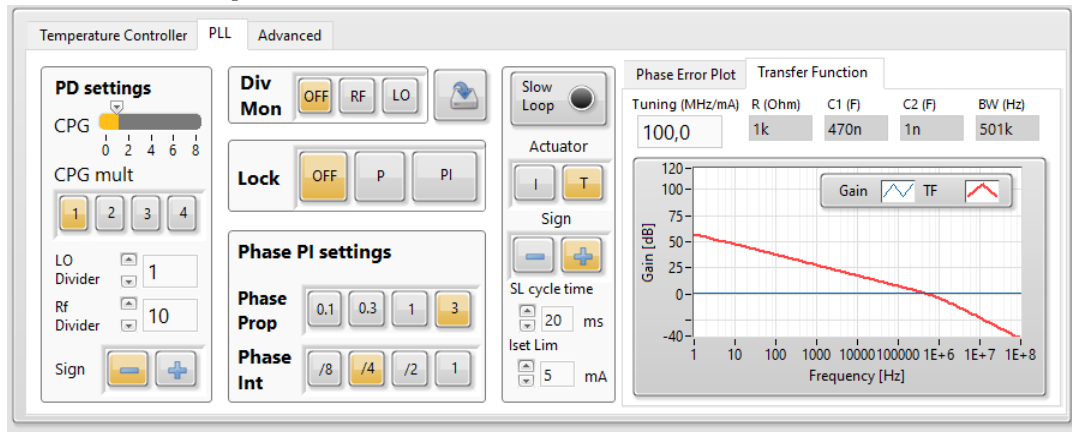 Temperature Controller PLL Advanced
PD settings
CPG
0 2 4 6 8
CPG mult
1 2 3 4
LO
Divider 1
Rf
Divider 10
Sign
Div
Mon OFF RF LO
Lock OFF P PI
Phase PI settings
Phase
Prop 0.1 0.3 1 3
Phase
Int /8 /4 /2 1
Slow
Loop
Actuator
I T
Sign
SL cycle time
20 ms
Iset Lim
5 mA
Phase Error Plot Transfer Function
Tuning (MHz/mA) R (Ohm) C1 (F) C2 (F) BW (Hz)
100,0 1k 470n 1n 501k
Gain TF
Gain [dB]
120
100
75
50
25
0
-40
1 10 100 1000 10000 100000 1E+6 1E+7 1E+8
Frequency [Hz]